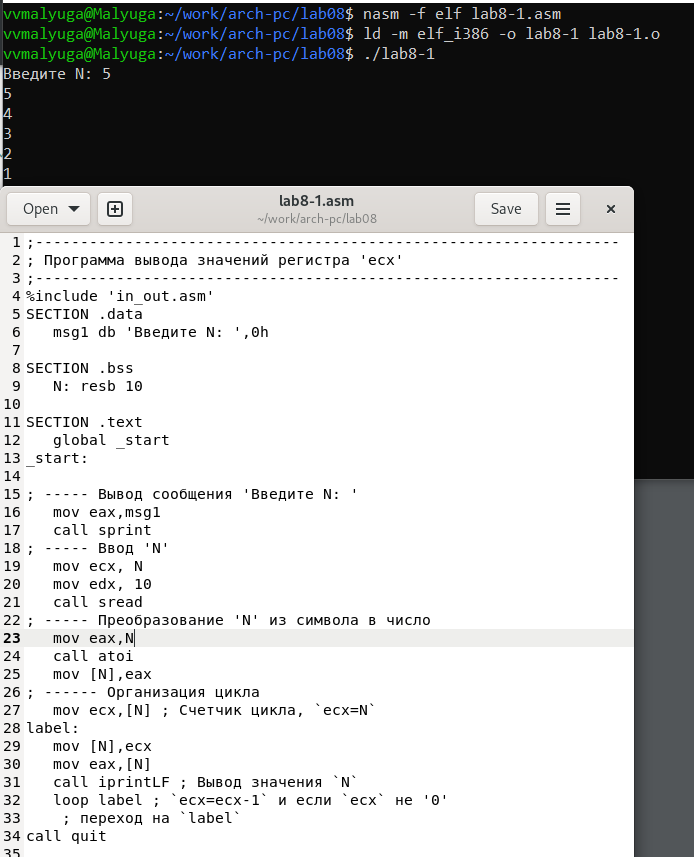 vvmalyuga@Malyuga:~/work/arch-pc/lab08$ nasm -f elf lab8-1.asm
vvmalyuga@Malyuga:~/work/arch-pc/lab08$ ld -m elf_i386 -o lab8-1 lab8-1.o
vvmalyuga@Malyuga:~/work/arch-pc/lab08$ ./lab8-1
Введите N: 5
5
4
3
2
1
Open
lab8-1.asm
~/work/arch-pc/lab08
Save
1 ;-----------------------------------------------------------------
2 ; Программа вывода значений регистра 'ecx'
3 ;-----------------------------------------------------------------
4 %include 'in_out.asm'
5 SECTION .data
6    msg1 db 'Введите N: ',0h
7
8 SECTION .bss
9    N: resb 10
10
11 SECTION .text
12    global _start
13 _start:
14
15 ; ----- Вывод сообщения 'Введите N: '
16    mov eax,msg1
17    call sprint
18 ; ----- Ввод 'N'
19    mov ecx, N
20    mov edx, 10
21    call sread
22 ; ----- Преобразование 'N' из символа в число
23    mov eax,N
24    call atoi
25    mov [N],eax
26 ; ------ Организация цикла
27    mov ecx,[N] ; Счетчик цикла, `ecx=N`
28 label:
29    mov [N],ecx
30    mov eax,[N]
31    call iprintLF ; Вывод значения `N`
32    loop label ; `ecx=ecx-1` и если `ecx` не '0'
33     ; переход на `label`
34 call quit
35